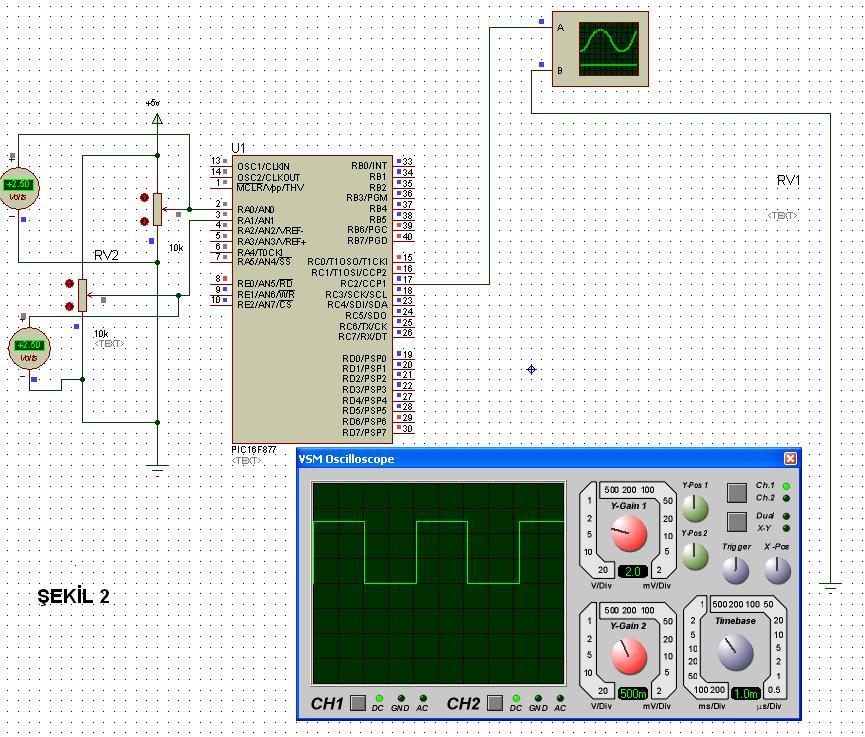 A
B
+5v
U1
+2.50
Volts
RV1
<TEXT>
10k
RV2
+2.50
Volts
10k
<TEXT>
13 OSC1/CLKIN RB0/INT 33
14 OSC2/CLKOUT RB1 34
1 MCLR/Vpp/THV RB2 35
RB3/PGM 36
2 RA0/AN0 RB4 37
3 RA1/AN1 RB5 38
4 RA2/AN2/VREF- RB6/PGC 39
5 RA3/AN3/VREF+ RB7/PGD 40
6 RA4/T0CKI
7 RA5/AN4/SS RC0/T1OSO/T1CKI 15
RC1/T1OSI/CCP2 16
8 RE0/AN5/RD RC2/CCP1 17
9 RE1/AN6/WR RC3/SCK/SCL 18
10 RE2/AN7/CS RC4/SDI/SDA 23
RC5/SDO 24
RC6/TX/CK 25
RC7/RX/DT 26
RD0/PSP0 19
RD1/PSP1 20
RD2/PSP2 21
RD3/PSP3 22
RD4/PSP4 27
RD5/PSP5 28
RD6/PSP6 29
RD7/PSP7 30
PIC16F877
<TEXT>
ŞEKİL 2
VSM Oscilloscope
500 200 100
Y-Gain 1
1 2 5 10 20
50 20 10 5 2
2.0
V/Div mV/Div
Y-Pos 1
Y-Pos 2
Ch.1
Ch.2
Dual
X-Y
Trigger X-Pos
500 200 100
Y-Gain 2
1 2 5 10 20
50 20 10 5 2
500m
V/Div mV/Div
1 500 200 100 50
Timebase
2 5 10 20 50
20 10 5 2 1
100 200 1.0m 0.5
ms/Div µs/Div
CH1 DC GND AC CH2 DC GND AC